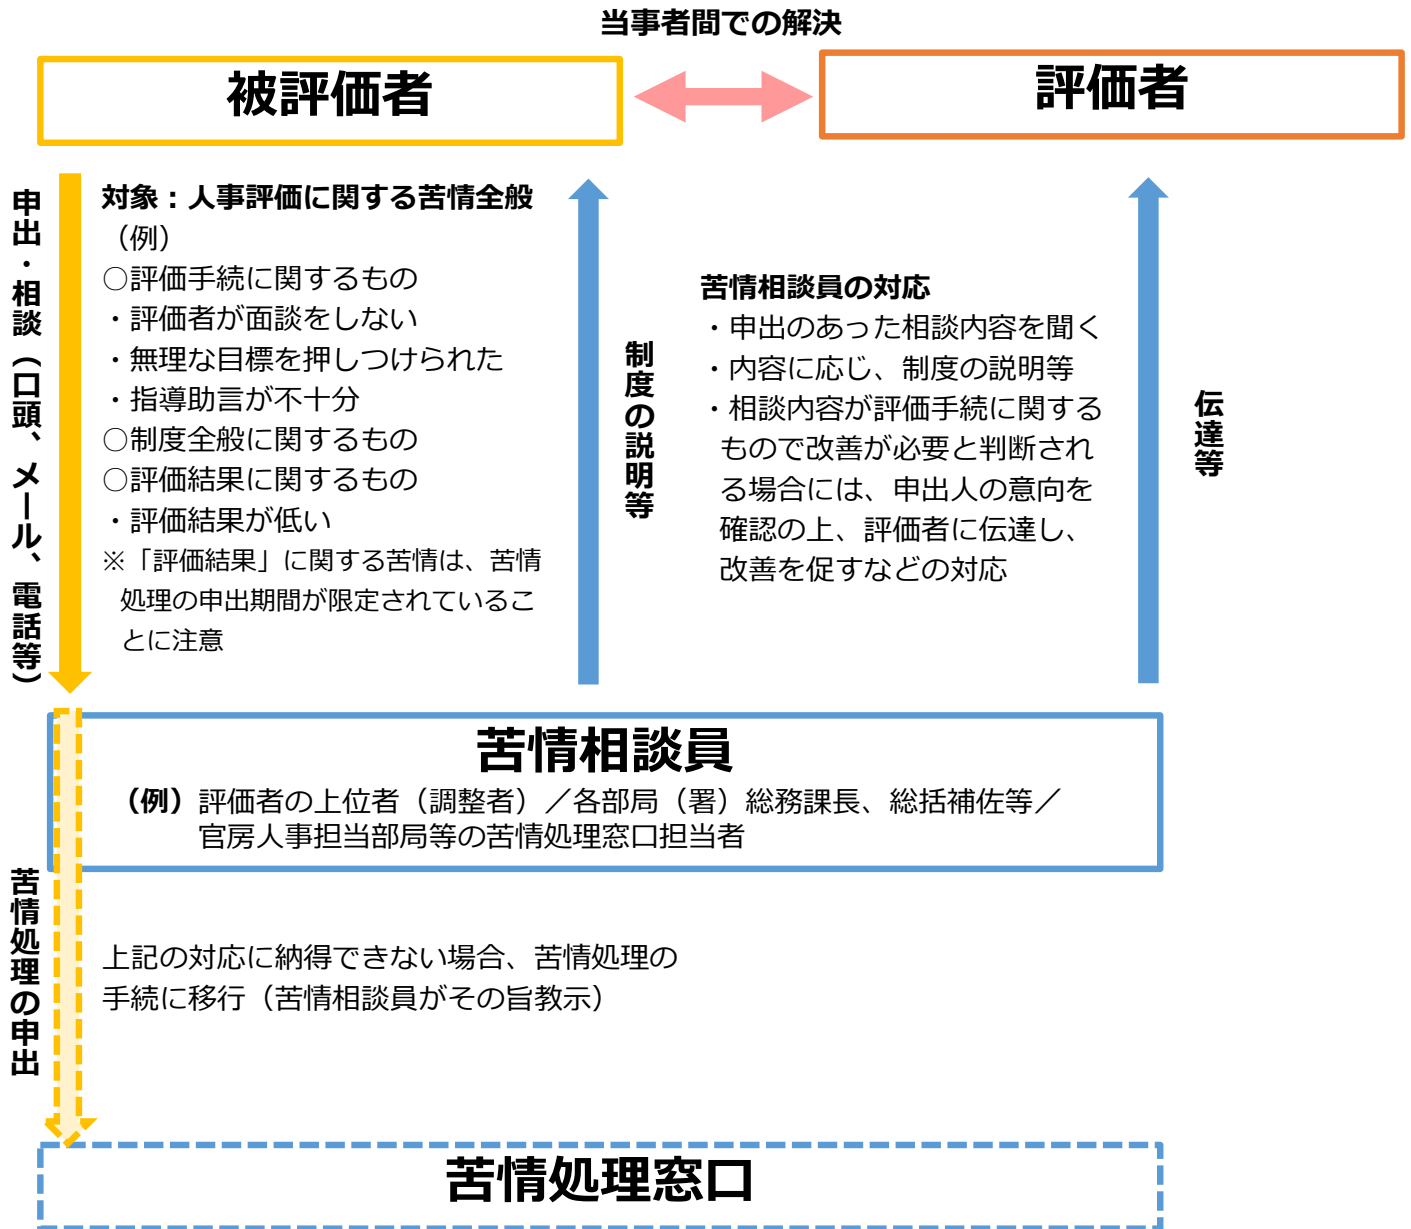 当事者間での解決
被評価者
評価者
申出・相談（口頭、メール、電話等）
対象：人事評価に関する苦情全般
（例）
○評価手続に関するもの
・評価者が面談をしない
・無理な目標を押しつけられた
・指導助言が不十分
○制度全般に関するもの
○評価結果に関するもの
・評価結果が低い
※「評価結果」に関する苦情は、苦情
処理の申出期間が限定されているこ
とに注意
制度の説明等
苦情相談員の対応
・申出のあった相談内容を聞く
・内容に応じ、制度の説明等
・相談内容が評価手続に関する
もので改善が必要と判断され
る場合には、申出人の意向を
確認の上、評価者に伝達し、
改善を促すなどの対応
伝達等
苦情相談員
（例）評価者の上位者（調整者）／各部局（署）総務課長、総括補佐等／
官房人事担当部局等の苦情処理窓口担当者
苦情処理の申出
上記の対応に納得できない場合、苦情処理の
手続に移行（苦情相談員がその旨教示）
苦情処理窓口